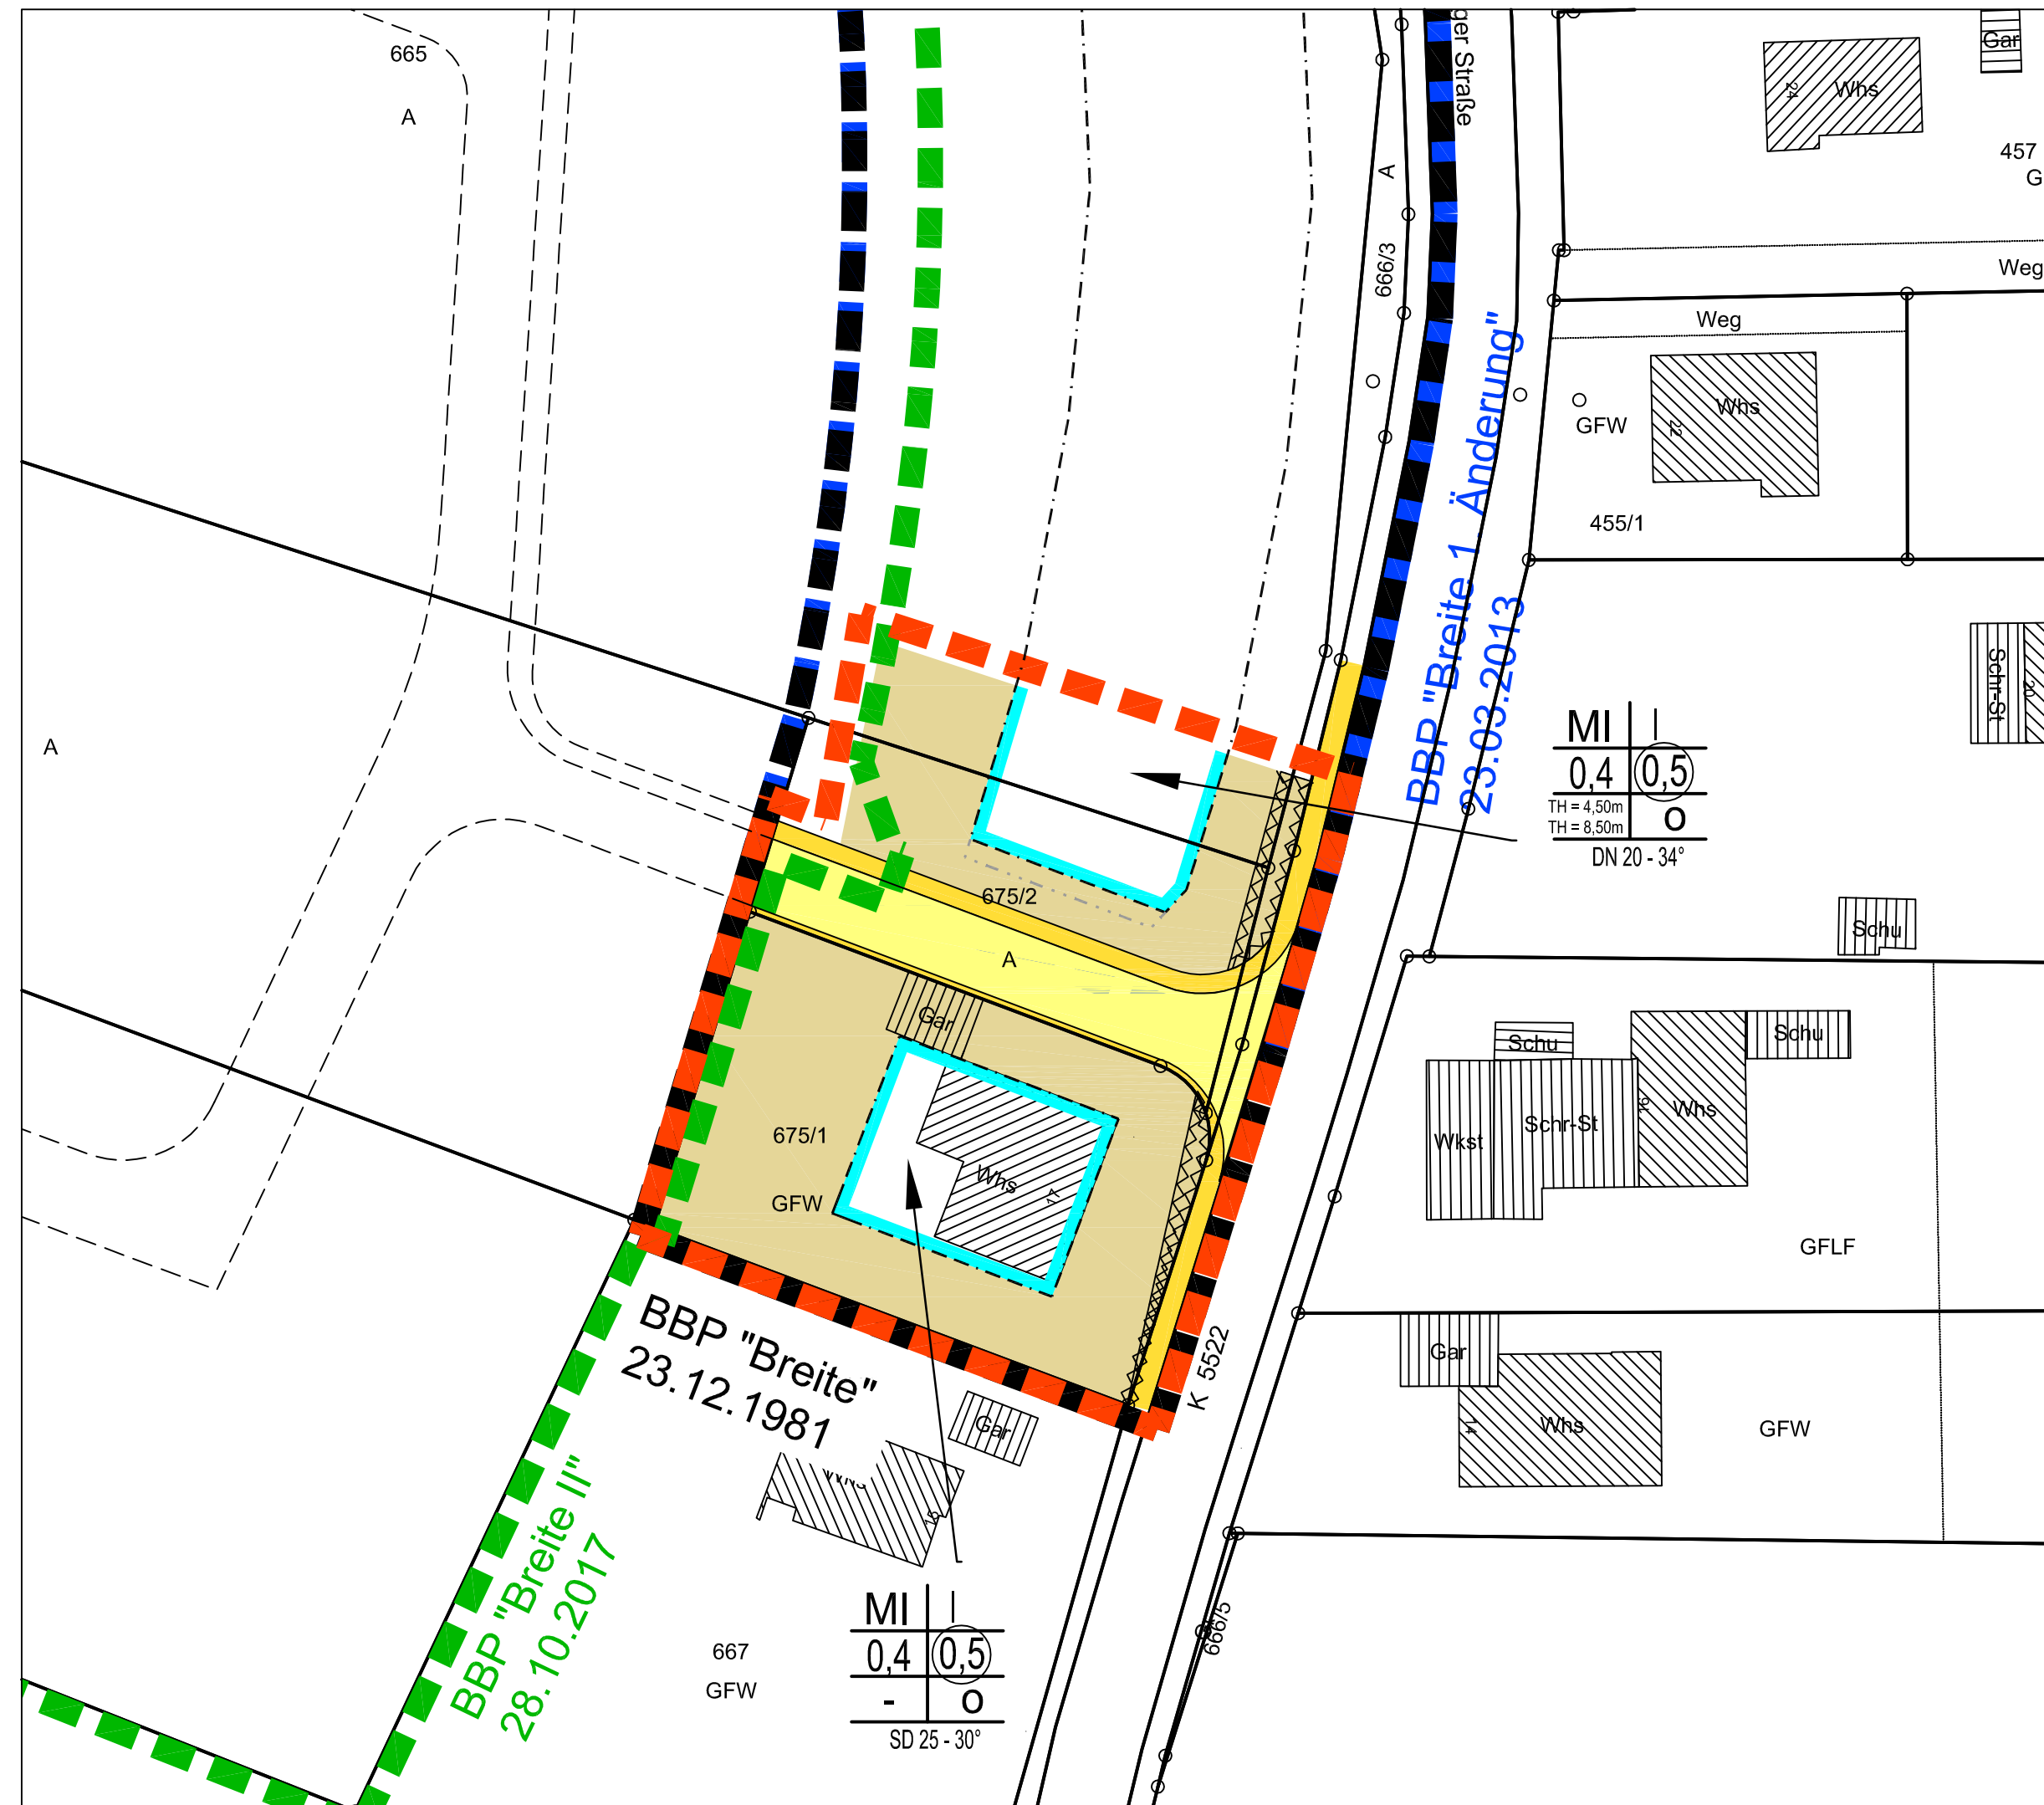 665
A
ger Straße
A
666/3
Gar
24
Whs
457
G
Weg
Weg
Whs
22
GFW
455/1
BBP "Breite 1. Änderung"
23.03.2013
Schr-St
20
A
MI I
0,4 0,5
TH = 4,50m
TH = 8,50m
o
DN 20 - 34°
675/2
A
Schu
Gar
Schu
Schu
Schr-St
Wkst
16
Whs
675/1
GFW
Whs
17
GFLF
K 5522
BBP "Breite"
23.12.1981
Gar
Gar
Whs
14
GFW
15
BBP "Breite II"
28.10.2017
MI I
0,4 0,5
- o
SD 25 - 30°
667
GFW
666/5